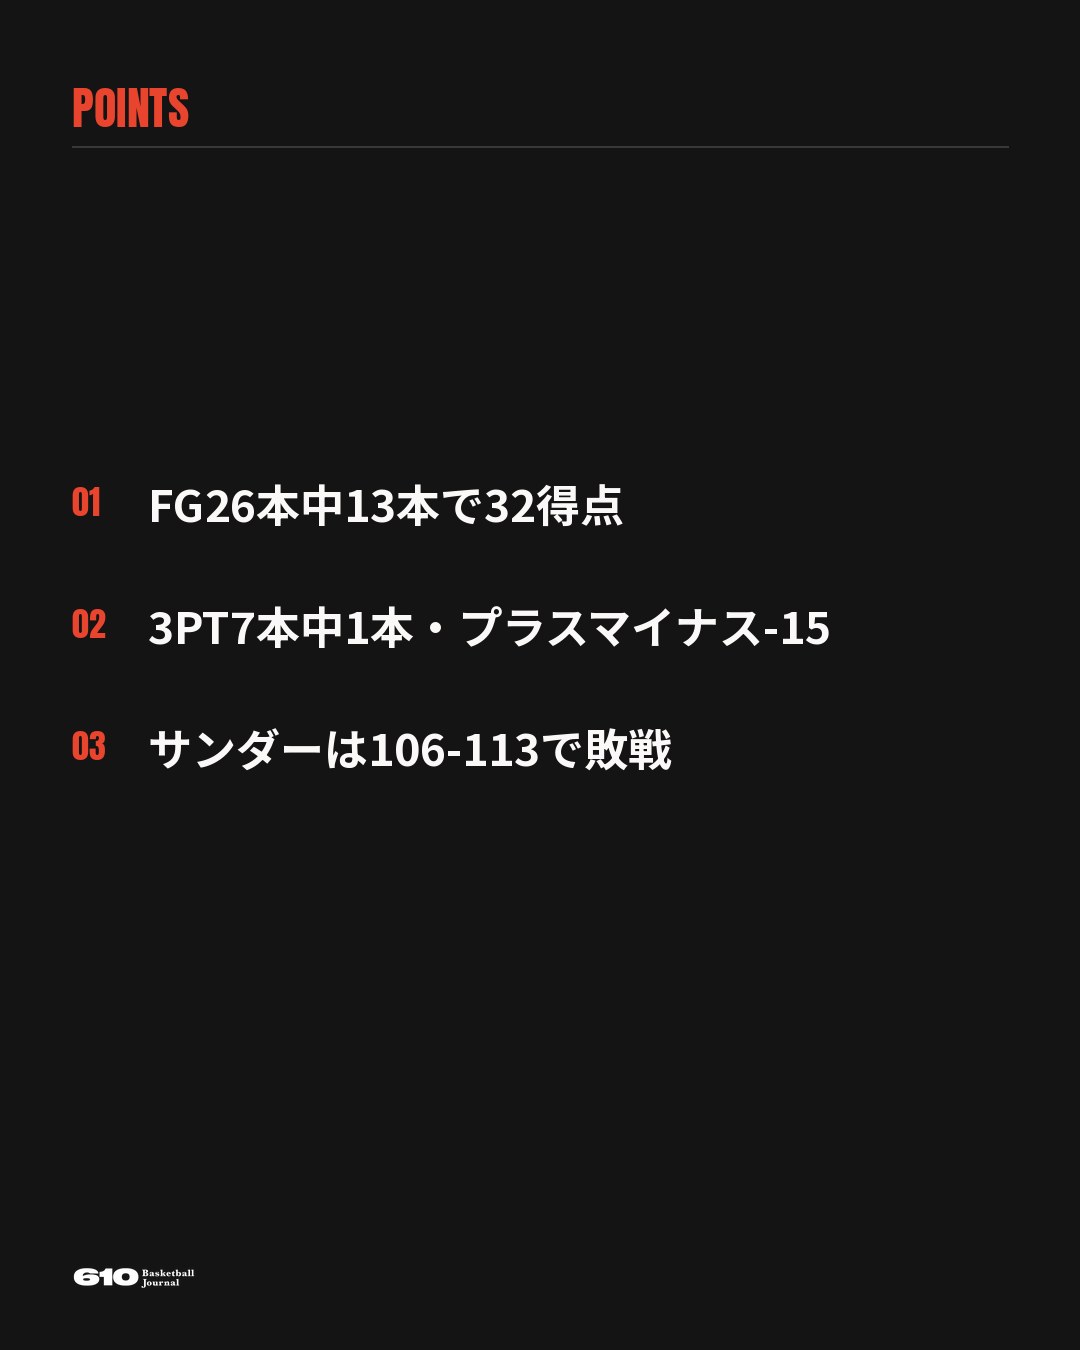 POINTS
01 FG26本中13本で32得点
02 3PT7本中1本・プラスマイナス-15
03 サンダーは106-113で敗戦
610 Basketball
Journal